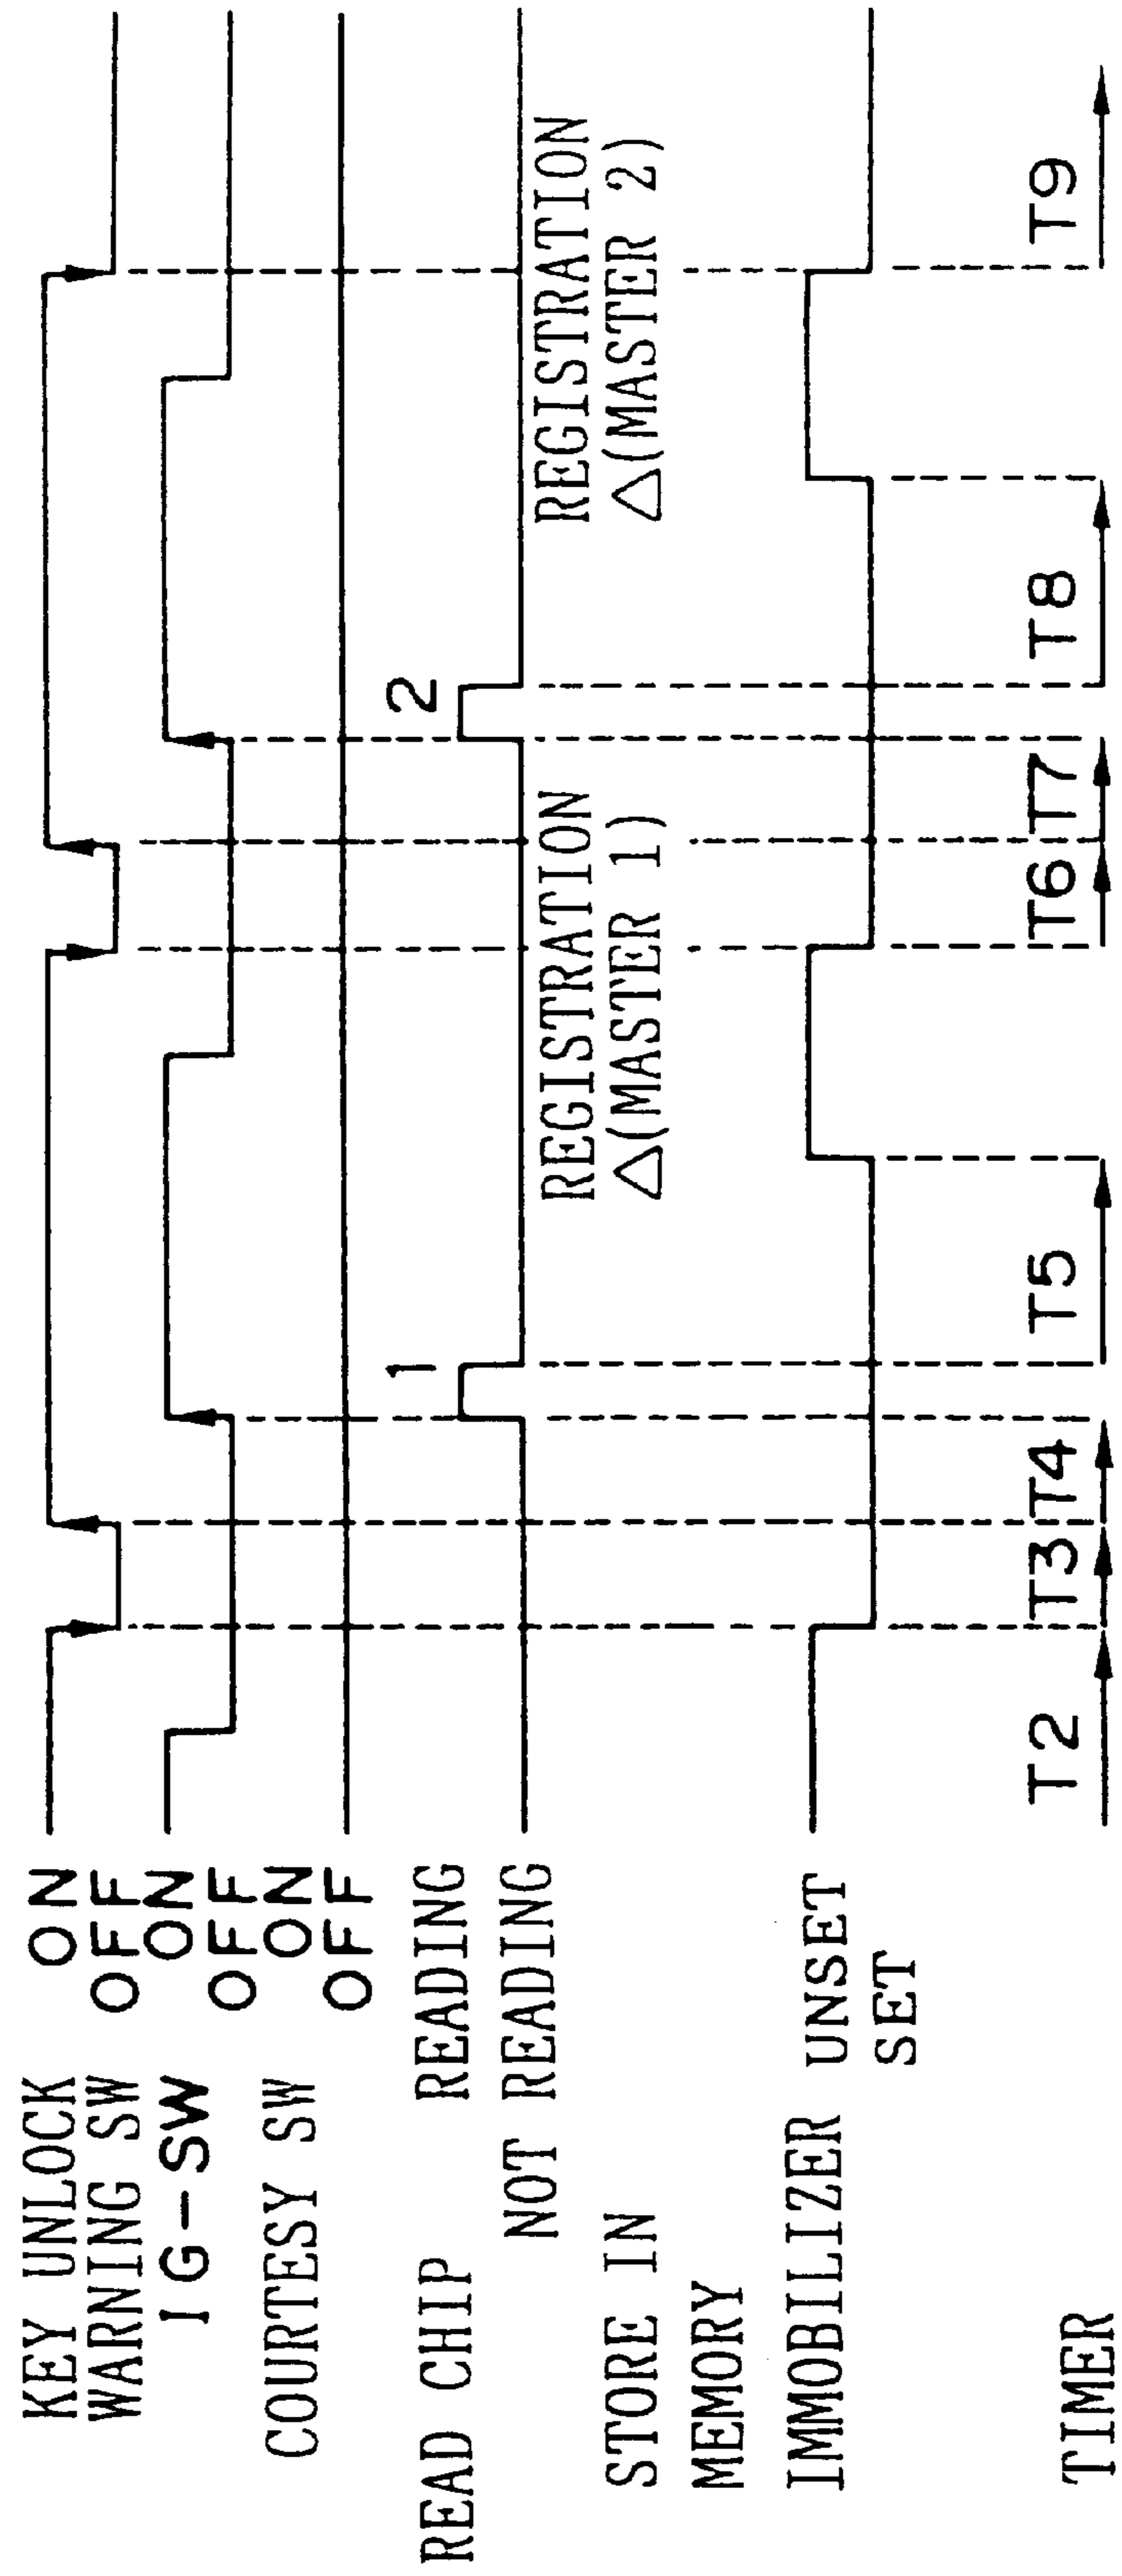 KEY UNLOCK
WARNING SW
ON
OFF
IG-SW
ON
OFF
COURTESY SW
ON
OFF
READ CHIP
READING
NOT READING
1
2
STORE IN
MEMORY
REGISTRATION
△(MASTER 1)
REGISTRATION
△(MASTER 2)
IMMOBILIZER
UNSET
SET
TIMER
T2
T3
T4
T5
T6
T7
T8
T9